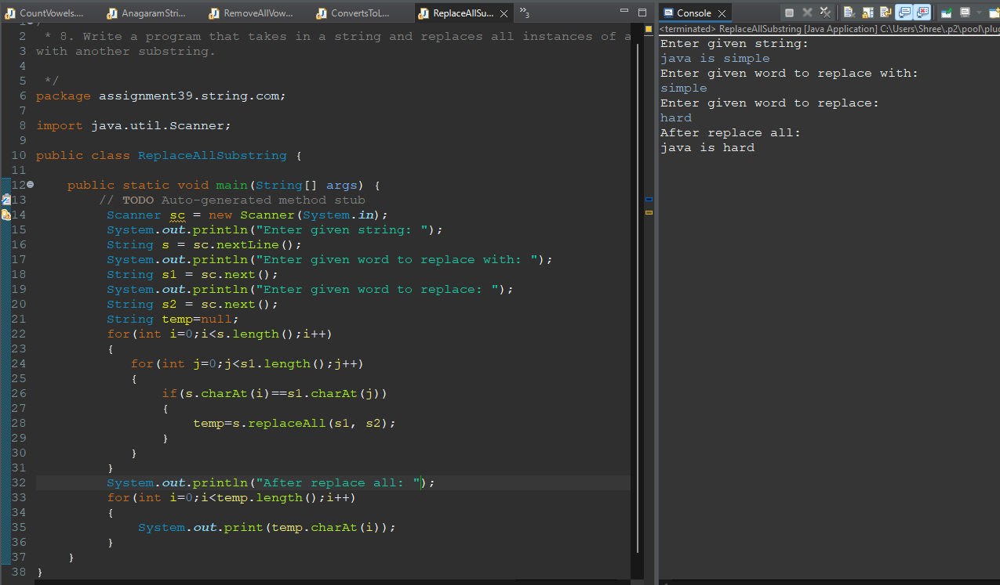 CountVowels.... AnagaramStri... RemoveAllVow... ConvertsToL... ReplaceAllSu... »3
2 * 8. Write a program that takes in a string and replaces all instances of a
3 with another substring.
4
5 */
6 package assignment39.string.com;
7
8 import java.util.Scanner;
9
10 public class ReplaceAllSubstring {
11
12 public static void main(String[] args) {
13 // TODO Auto-generated method stub
14 Scanner sc = new Scanner(System.in);
15 System.out.println("Enter given string: ");
16 String s = sc.nextLine();
17 System.out.println("Enter given word to replace with: ");
18 String s1 = sc.next();
19 System.out.println("Enter given word to replace: ");
20 String s2 = sc.next();
21 String temp=null;
22 for(int i=0;i<s.length();i++)
23 {
24 for(int j=0;j<s1.length();j++)
25 {
26 if(s.charAt(i)==s1.charAt(j))
27 {
28 temp=s.replaceAll(s1, s2);
29 }
30 }
31 }
32 System.out.println("After replace all: ");
33 for(int i=0;i<temp.length();i++)
34 {
35 System.out.print(temp.charAt(i));
36 }
37 }
38 }
Console
<terminated> ReplaceAllSubstring [Java Application] C:\Users\Shree\.p2\pool\plug
Enter given string:
java is simple
Enter given word to replace with:
simple
Enter given word to replace:
hard
After replace all:
java is hard